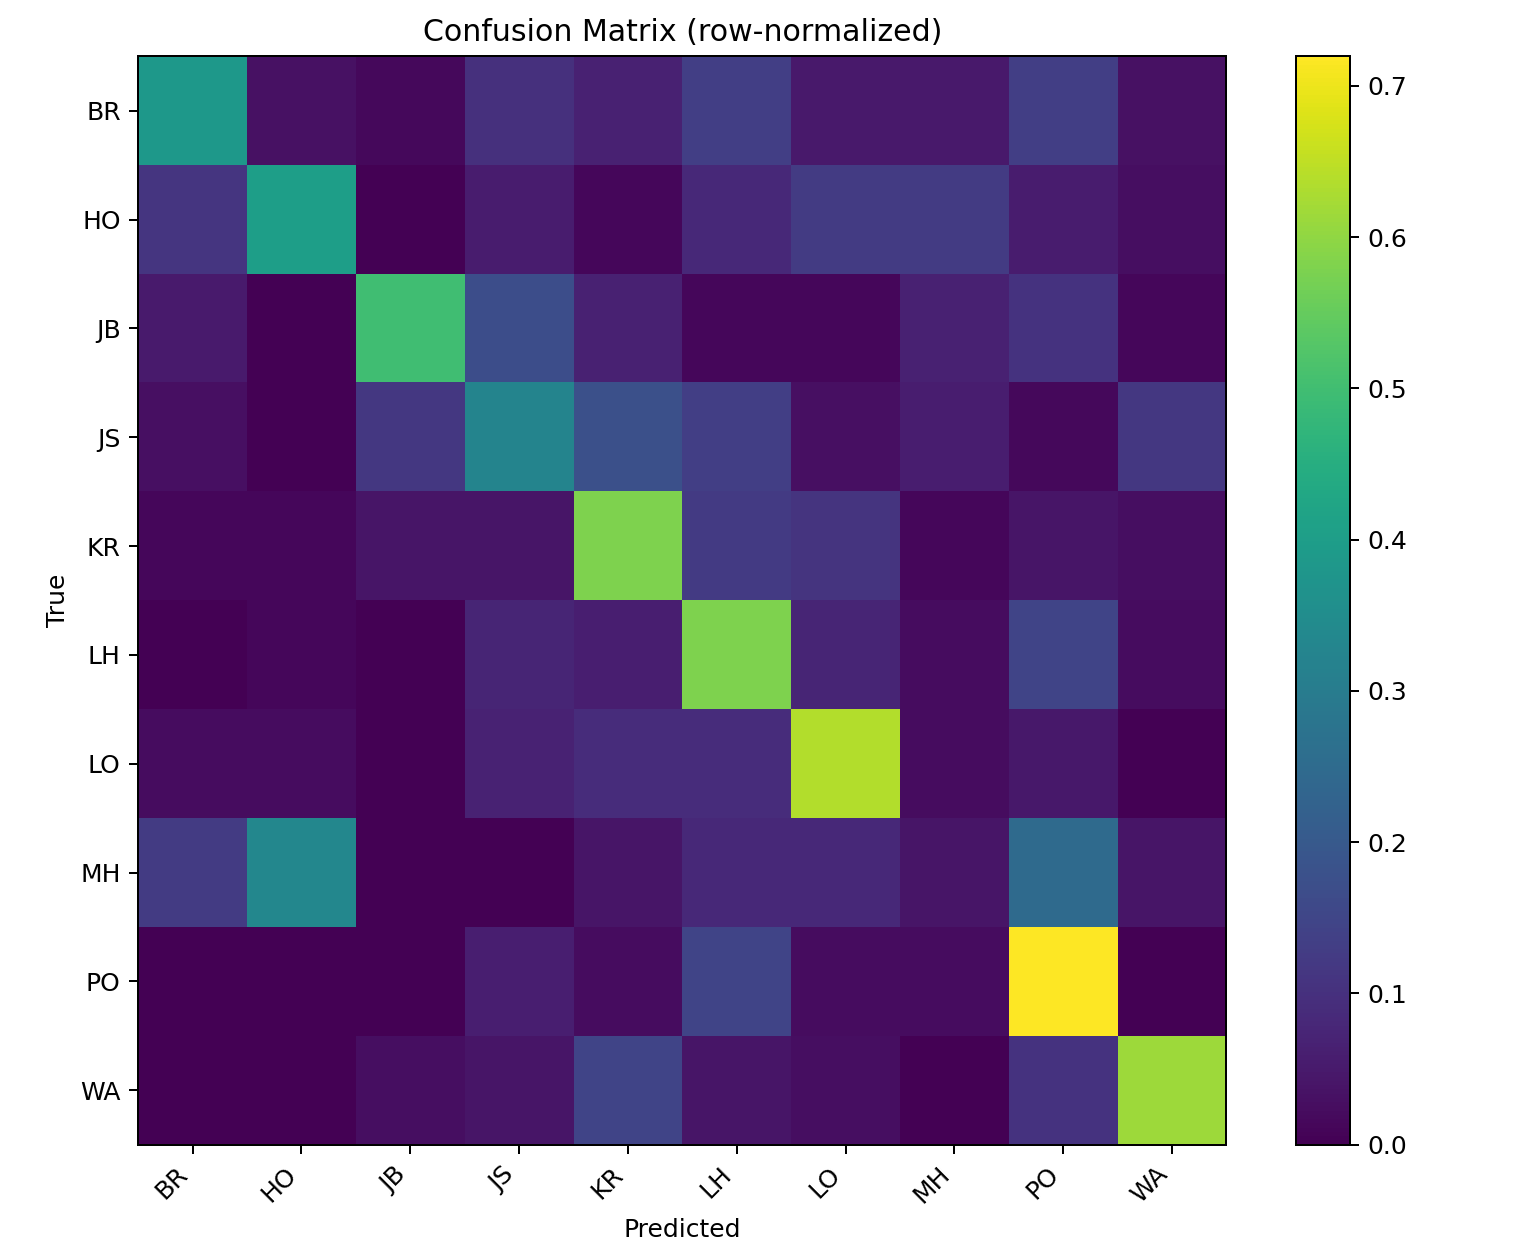 Confusion Matrix (row-normalized)
BR
HO
JB
JS
KR
LH
LO
MH
PO
WA
True
BR
HO
JB
JS
KR
LH
LO
MH
PO
WA
Predicted
0.7
0.6
0.5
0.4
0.3
0.2
0.1
0.0